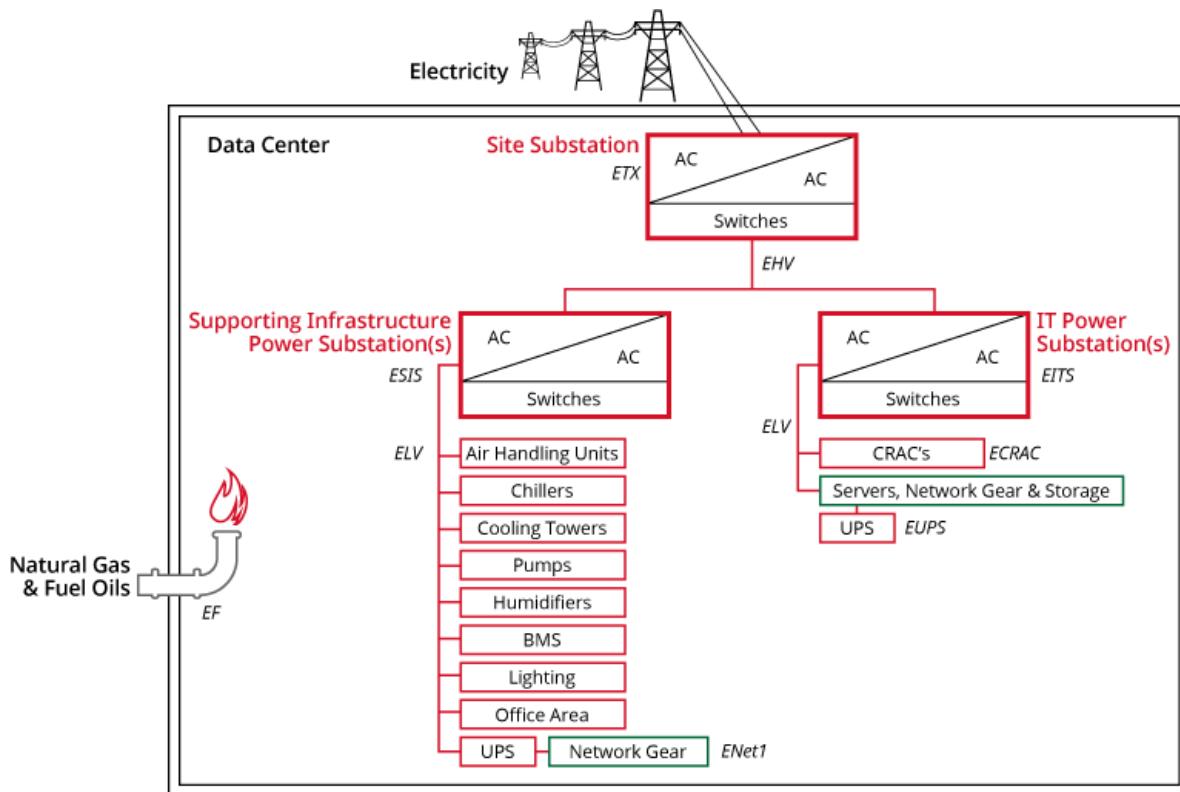 Electricity
Data Center
Site Substation
ETX
AC
AC
Switches
EHV
Supporting Infrastructure
Power Substation(s)
ESIS
AC
AC
Switches
IT Power
Substation(s)
EITS
AC
AC
Switches
ELV
Air Handling Units
Chillers
Cooling Towers
Pumps
Humidifiers
BMS
Lighting
Office Area
UPS
Network Gear
ENet1
ELV
CRAC's
ECRAC
Servers, Network Gear & Storage
UPS
EUPS
Natural Gas
& Fuel Oils
EF